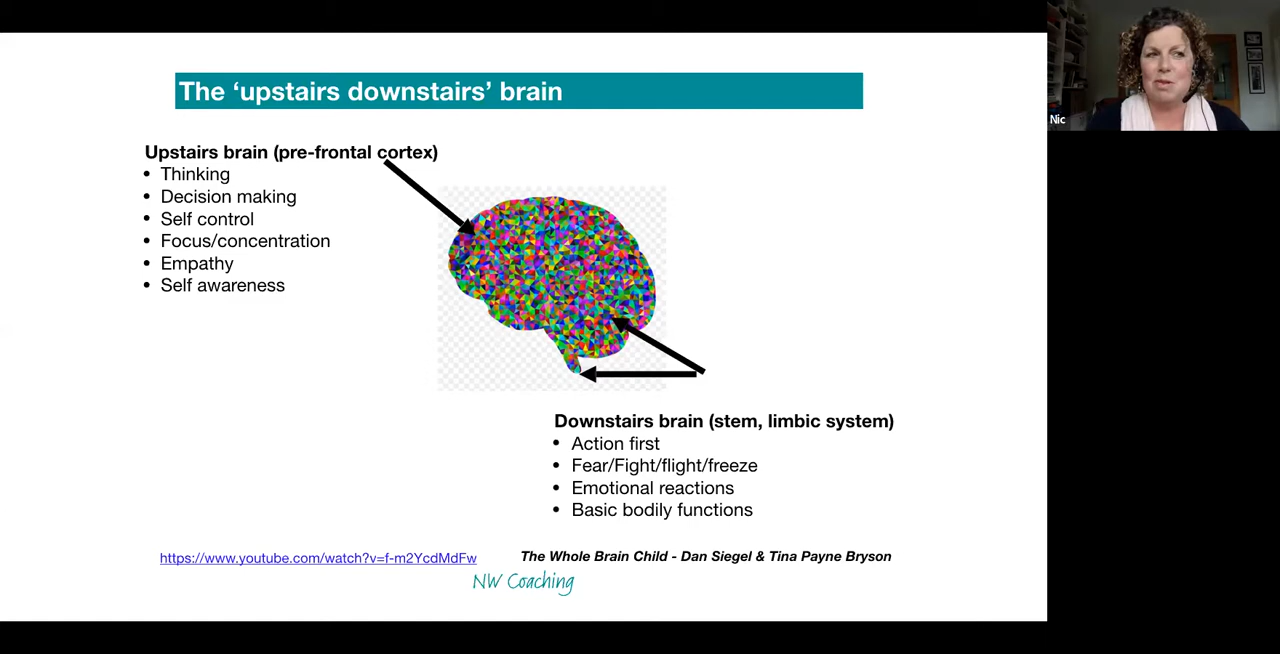 The ‘upstairs downstairs’ brain
Nic
Upstairs brain (pre-frontal cortex)
• Thinking
• Decision making
• Self control
• Focus/concentration
• Empathy
• Self awareness
Downstairs brain (stem, limbic system)
• Action first
• Fear/Fight/flight/freeze
• Emotional reactions
• Basic bodily functions
https://www.youtube.com/watch?v=f-m2YcdMdFw
The Whole Brain Child - Dan Siegel & Tina Payne Bryson
NW Coaching